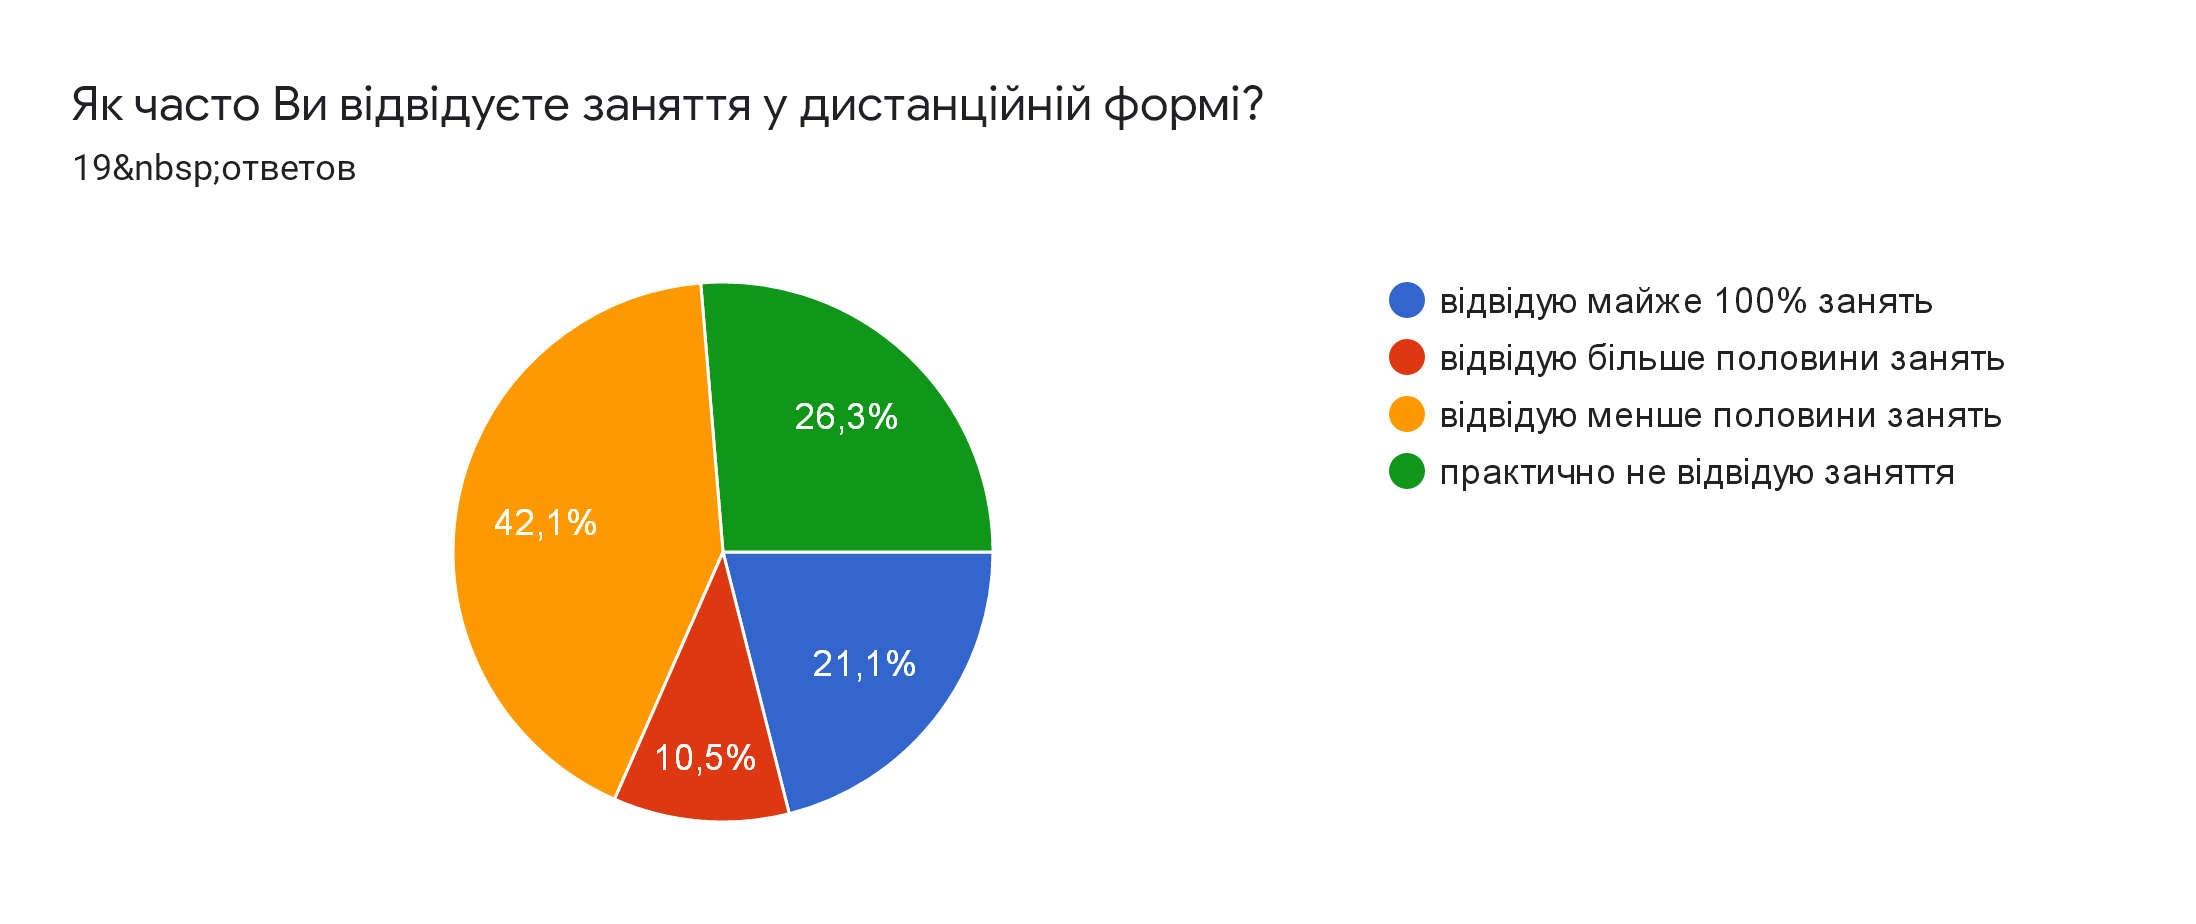 Як часто Ви відвідуєте заняття у дистанційній формі?
19&nbsp;ответов
відвідую майже 100% занять
відвідую більше половини занять
відвідую менше половини занять
практично не відвідую заняття
26,3%
42,1%
21,1%
10,5%